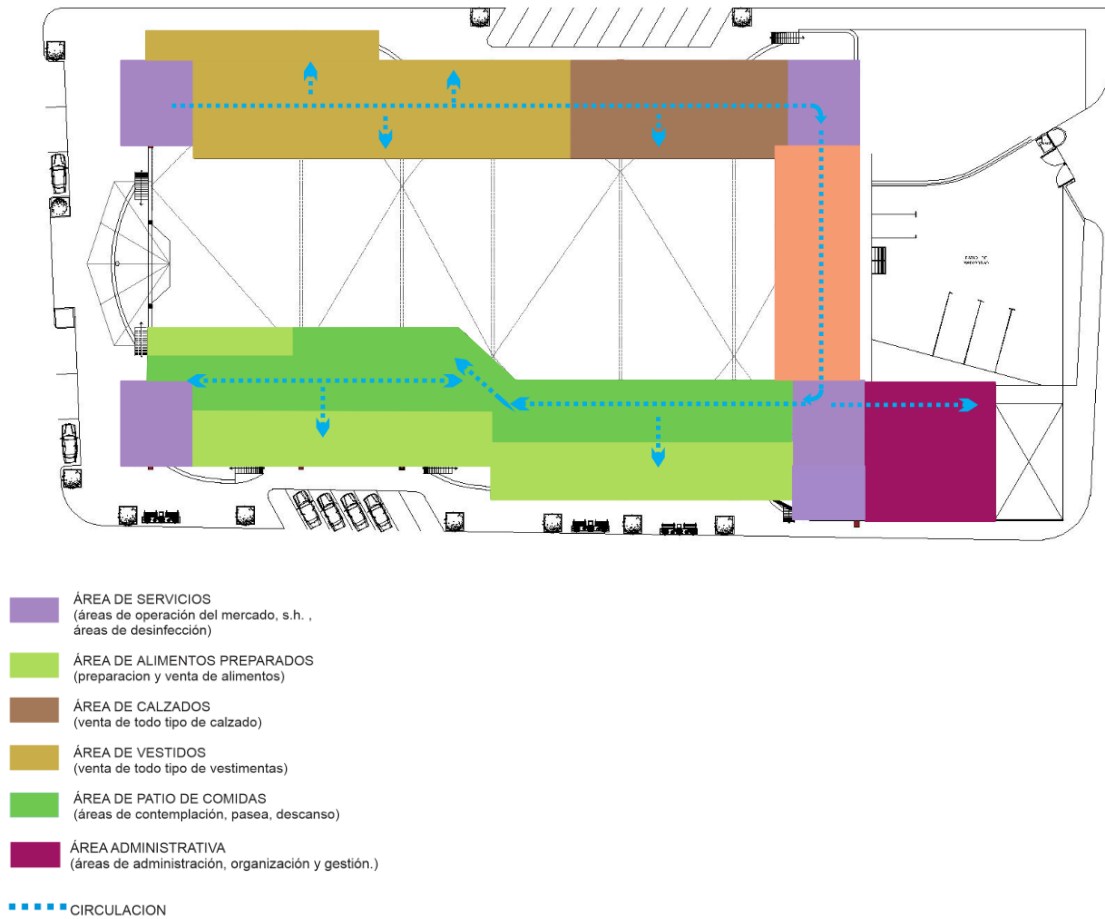 ÁREA DE SERVICIOS
(áreas de operación del mercado, s.h. ,
áreas de desinfección)
ÁREA DE ALIMENTOS PREPARADOS
(preparacion y venta de alimentos)
ÁREA DE CALZADOS
(venta de todo tipo de calzado)
ÁREA DE VESTIDOS
(venta de todo tipo de vestimentas)
ÁREA DE PATIO DE COMIDAS
(áreas de contemplación, pasea, descanso)
ÁREA ADMINISTRATIVA
(áreas de administración, organización y gestión.)
CIRCULACION